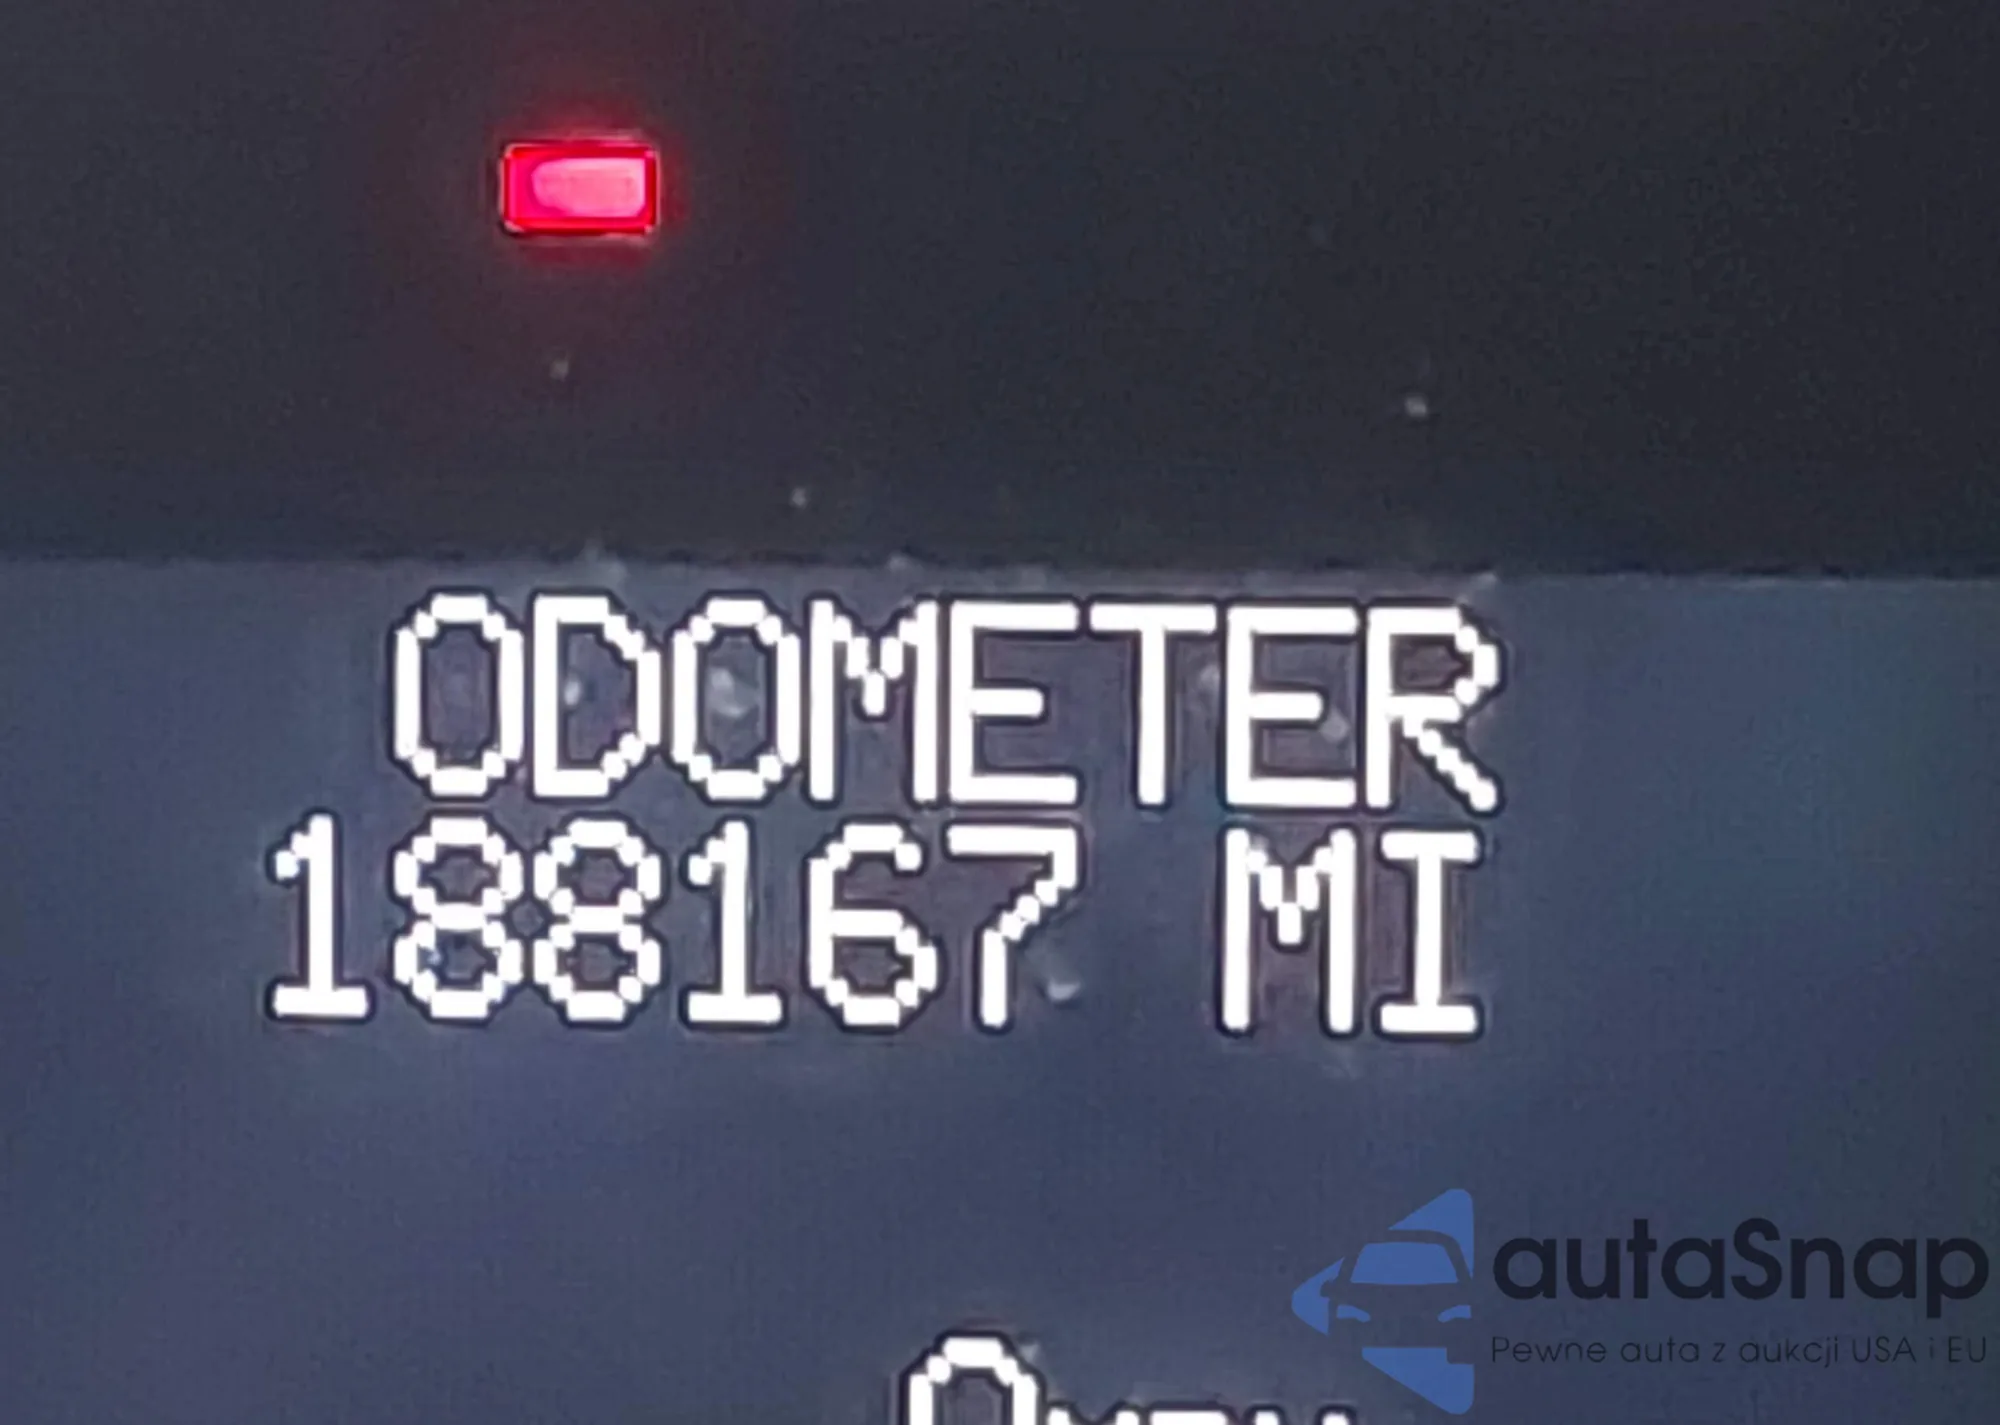 ODOMETER
188167 MI
autaSnap
Pewne auta z aukcji USA i EU